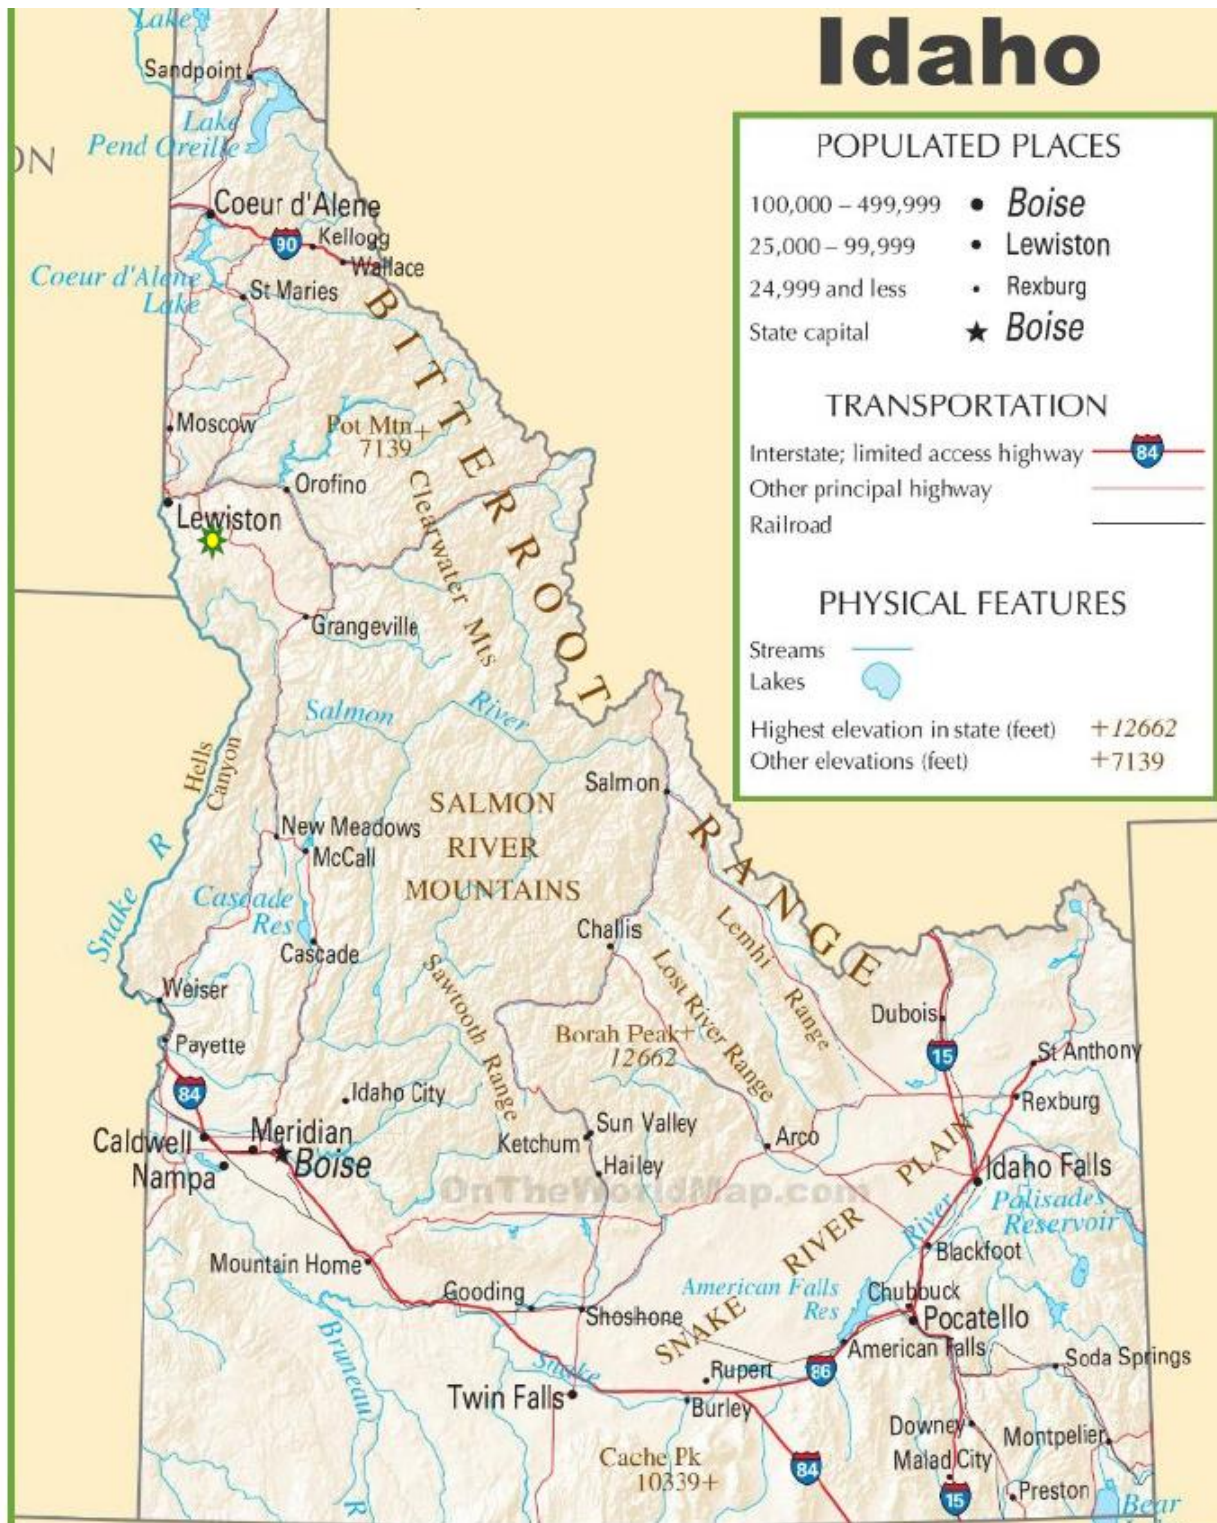 Idaho
Lake
Sandpoint
Lake
Pend Oreille
ON
Coeur d'Alene
90
Kellogg
Wallace
Coeur d'Alene
Lake
St Maries
BITTERROOT
RANGE
Moscow
Pot Mtn+
7139
Orofino
Lewiston
Clearwater Mts
Grangeville
Salmon
River
Hells
Canyon
Salmon
SALMON
RIVER
MOUNTAINS
New Meadows
McCall
Snake R
Cascade
Res
Cascade
Challis
Lemhi Range
Lost River Range
Sawtooth Range
Weiser
Borah Peak+
12662
Dubois
Payette
15
St Anthony
84
Idaho City
Rexburg
Caldwell
Meridian
Sun Valley
Ketchum
Arco
Boise
Nampa
Hailey
Idaho Falls
OnTheWorldMap.com
SNAKE RIVER PLAIN
River
Palisades
Reservoir
Blackfoot
Mountain Home
Gooding
American Falls
Res
Chubbuck
Shoshone
Pocatello
American Falls
Bruneau R
Snake
86
Soda Springs
Twin Falls
Rupert
Burley
Downey
Montpelier
Cache Pk
10339+
84
Malad City
15
Preston
Bear
POPULATED PLACES
100,000 – 499,999 Boise
25,000 – 99,999 Lewiston
24,999 and less Rexburg
State capital Boise
TRANSPORTATION
Interstate; limited access highway 84
Other principal highway
Railroad
PHYSICAL FEATURES
Streams
Lakes
Highest elevation in state (feet) +12662
Other elevations (feet) +7139